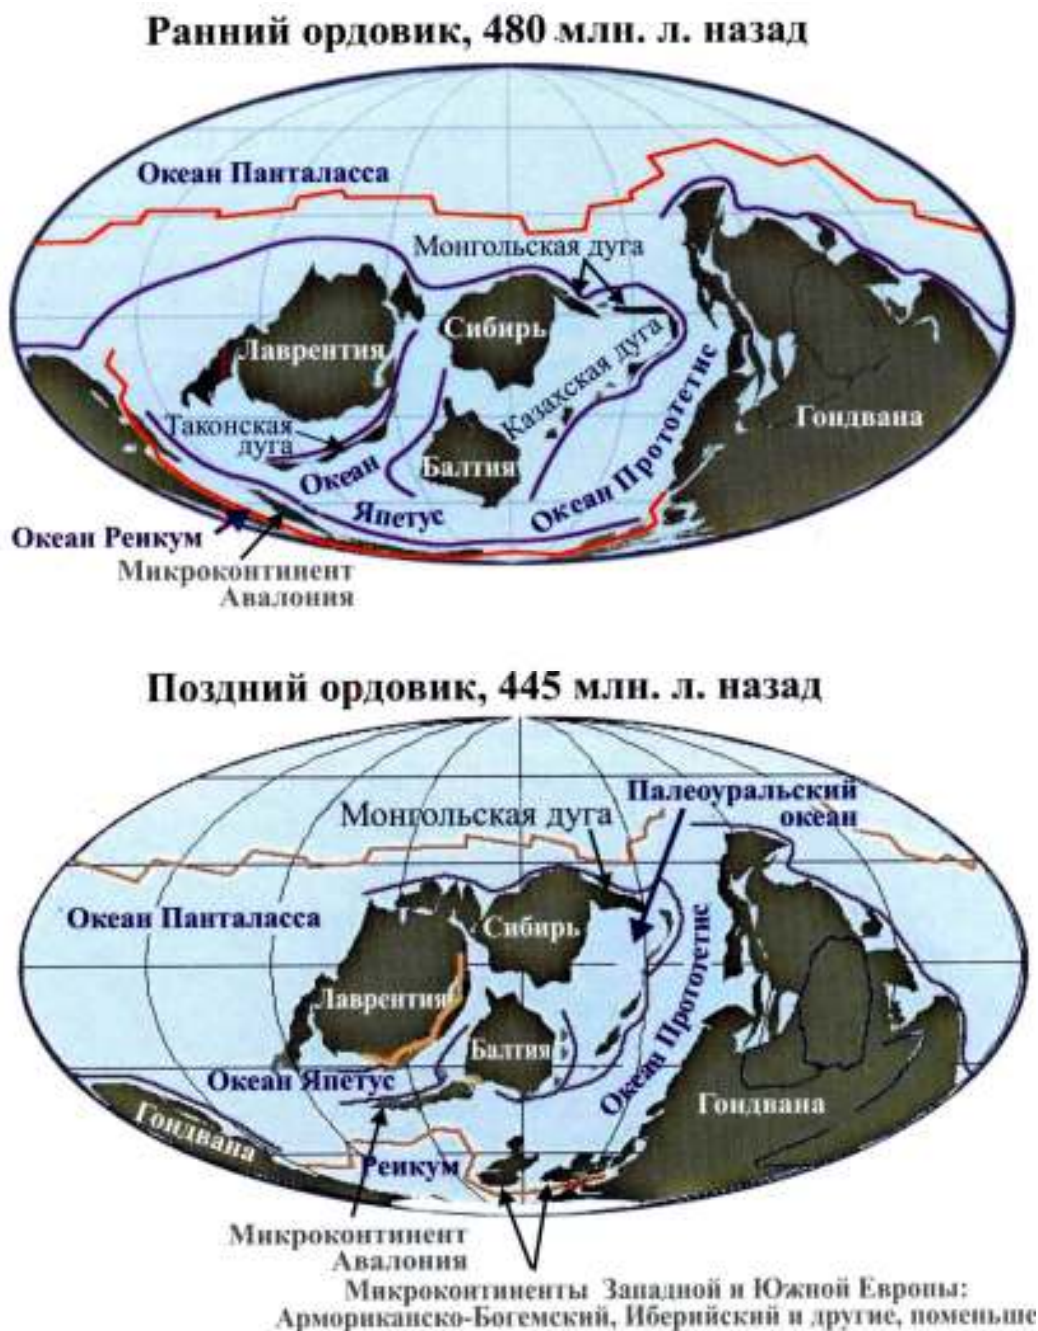 Ранний ордовик, 480 млн. л. назад
Океан Панталасса
Монгольская дуга
Сибирь
Лаврентия
Казахская дуга
Гондвана
Таконская
дуга
Океан
Япетус
Балтия
Океан Прототетис
Океан Реикум
Микроконтинент
Авалония
Поздний ордовик, 445 млн. л. назад
Палеоуральский
океан
Монгольская дуга
Океан Панталасса
Сибирь
Лаврентия
Балтия
Океан Прототетис
Океан Япетус
Гондвана
Гондвана
Реикум
Микроконтинент
Авалония
Микроконтиненты Западной и Южной Европы:
Армориканско-Богемский, Иберийский и другие, поменьше